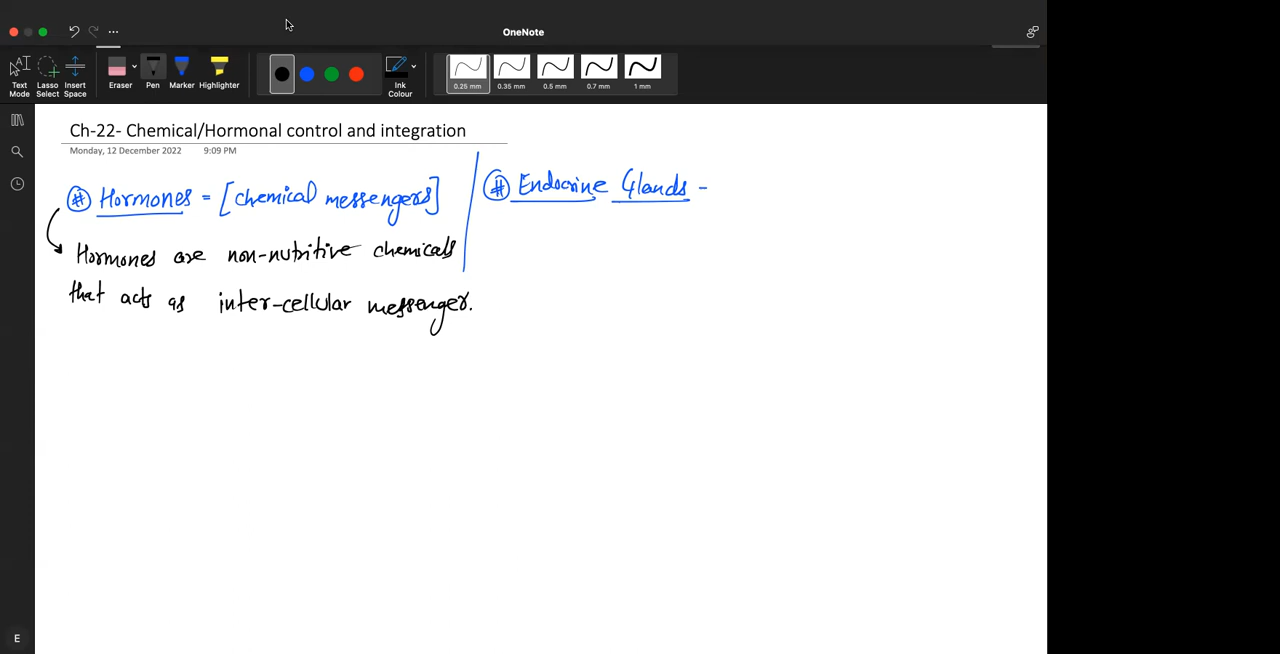 OneNote
Text Mode
Lasso Select
Insert Space
Eraser
Pen
Marker
Highlighter
Ink Colour
0.25 mm
0.35 mm
0.5 mm
0.7 mm
1 mm
Ch-22- Chemical/Hormonal control and integration
Monday, 12 December 2022 9:09 PM
# Hormones = [chemical messengers]
Hormones are non-nutritive chemicals
that acts as inter-cellular messenger.
# Endocrine Glands -
E